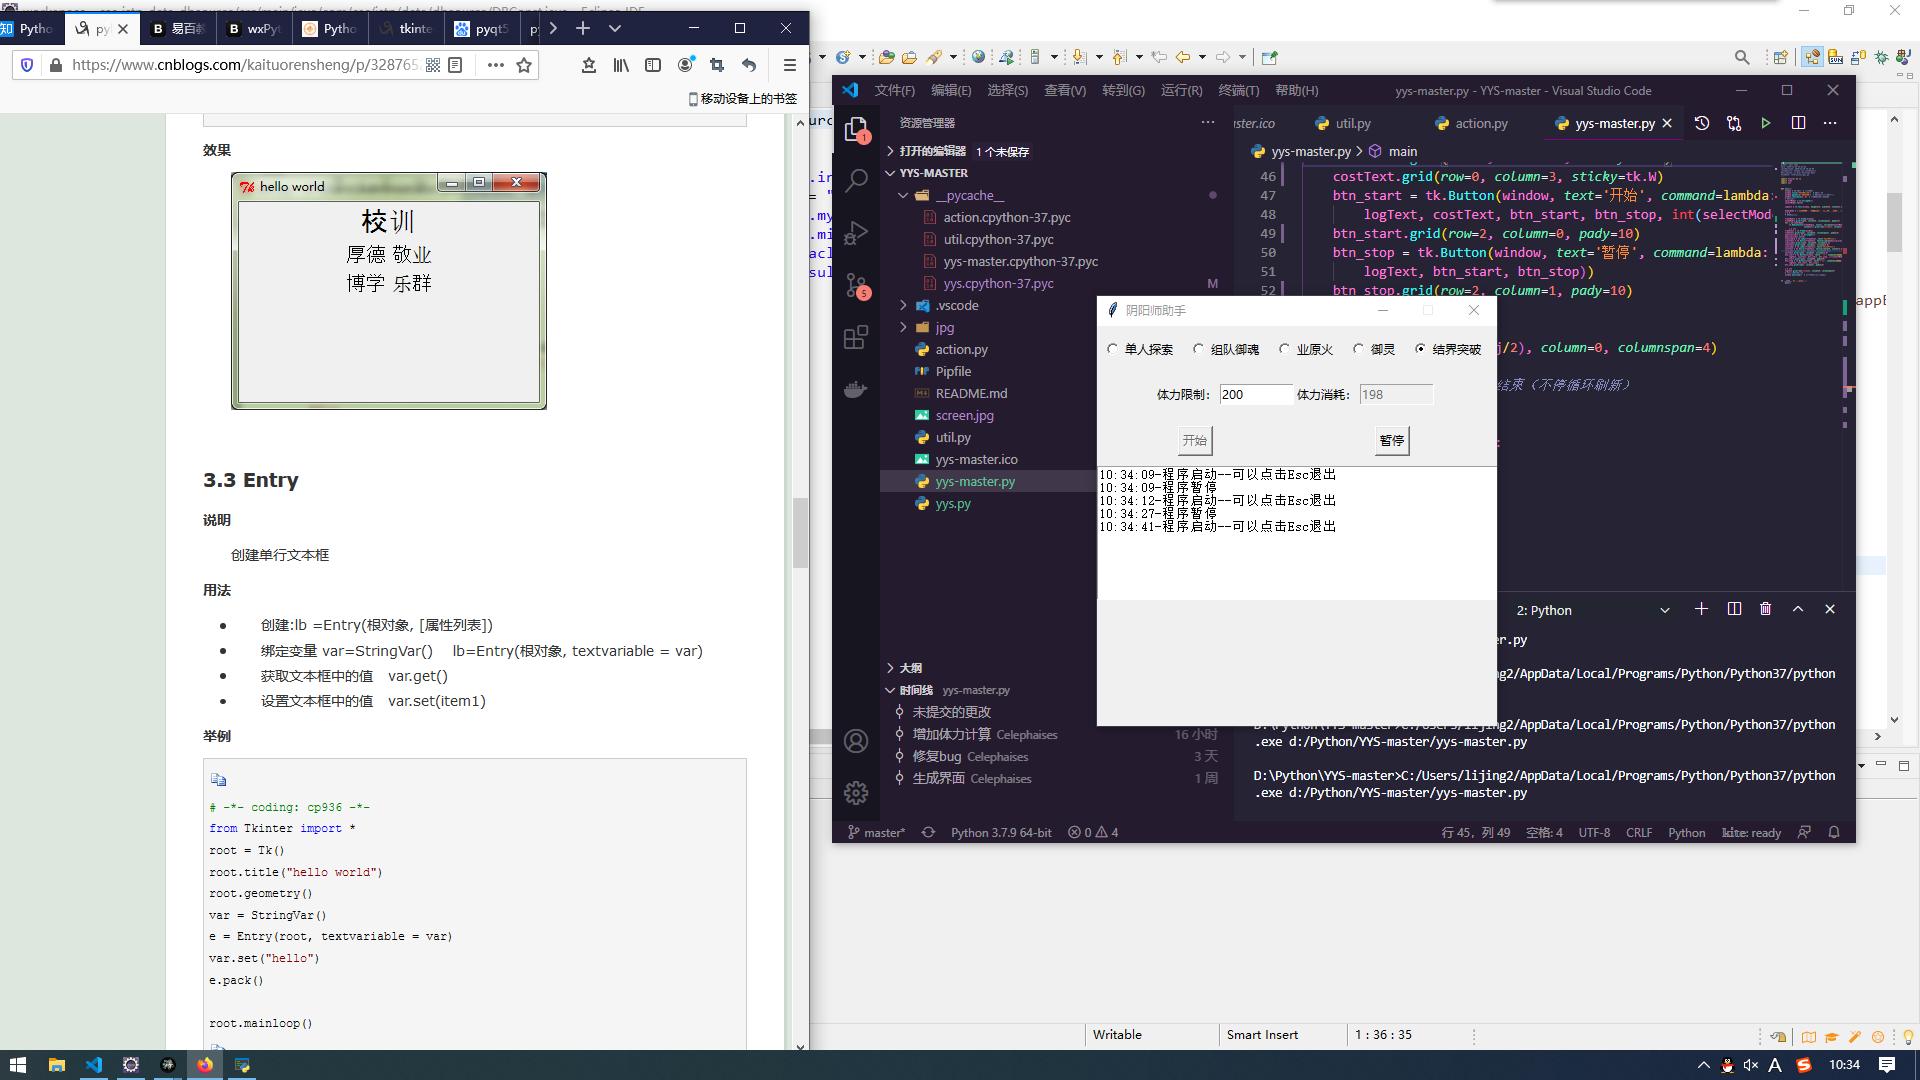 Pytho
py
易百教
wxPyt
Pytho
tkinte
pyqt5
https://www.cnblogs.com/kaituorensheng/p/328765
移动设备上的书签
效果
hello world
校训
厚德 敬业
博学 乐群
3.3 Entry
说明
创建单行文本框
用法
创建:lb =Entry(根对象, [属性列表])
绑定变量 var=StringVar() lb=Entry(根对象, textvariable = var)
获取文本框中的值 var.get()
设置文本框中的值 var.set(item1)
举例
# -*- coding: cp936 -*-
from Tkinter import *
root = Tk()
root.title("hello world")
root.geometry()
var = StringVar()
e = Entry(root, textvariable = var)
var.set("hello")
e.pack()
root.mainloop()
文件(F) 编辑(E) 选择(S) 查看(V) 转到(G) 运行(R) 终端(T) 帮助(H)
yys-master.py - YYS-master - Visual Studio Code
资源管理器
打开的编辑器 1 个未保存
YYS-MASTER
__pycache__
action.cpython-37.pyc
util.cpython-37.pyc
yys-master.cpython-37.pyc
yys.cpython-37.pyc M
.vscode
jpg
action.py
Pipfile
README.md
screen.jpg
util.py
yys-master.ico
yys-master.py
yys.py
大纲
时间线 yys-master.py
未提交的更改
增加体力计算 Celephaises 16 小时
修复bug Celephaises 3 天
生成界面 Celephaises 1 周
ster.ico util.py action.py yys-master.py
yys-master.py > main
46 costText.grid(row=0, column=3, sticky=tk.W)
47 btn_start = tk.Button(window, text='开始', command=lambda:
48 logText, costText, btn_start, btn_stop, int(selectMod
49 btn_start.grid(row=2, column=0, pady=10)
50 btn_stop = tk.Button(window, text='暂停', command=lambda:
51 logText, btn_start, btn_stop))
52 btn_stop.grid(row=2, column=1, pady=10)
j/2), column=0, columnspan=4)
结束（不停循环刷新）
阴阳师助手
单人探索 组队御魂 业原火 御灵 结界突破
体力限制： 200 体力消耗： 198
开始 暂停
10:34:09-程序启动--可以点击Esc退出
10:34:09-程序暂停
10:34:12-程序启动--可以点击Esc退出
10:34:27-程序暂停
10:34:41-程序启动--可以点击Esc退出
2: Python
r.py
ing2/AppData/Local/Programs/Python/Python37/python
D:\Python\YYS-master>C:/Users/lijing2/AppData/Local/Programs/Python/Python37/python
.exe d:/Python/YYS-master/yys-master.py
D:\Python\YYS-master>C:/Users/lijing2/AppData/Local/Programs/Python/Python37/python
.exe d:/Python/YYS-master/yys-master.py
master* Python 3.7.9 64-bit 0 4 行 45，列 49 空格: 4 UTF-8 CRLF Python kite: ready
Writable Smart Insert 1 : 36 : 35
10:34